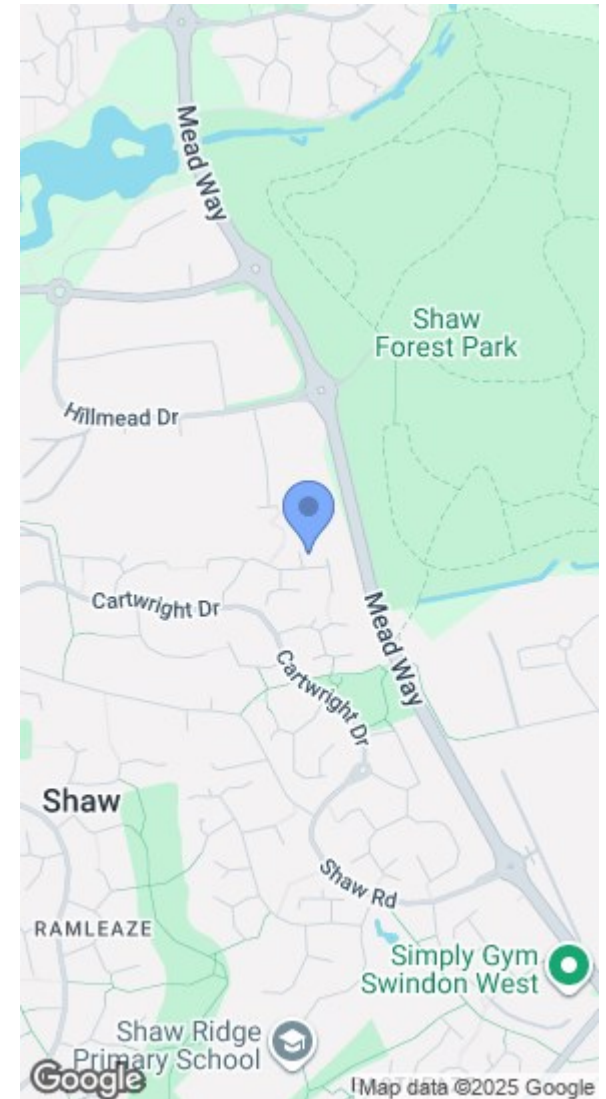 Mead Way
Shaw
Forest Park
Hillmead Dr
Cartwright Dr
Mead Way
Cartwright Dr
Shaw
Shaw Rd
RAMLEAZE
Simply Gym
Swindon West
Shaw Ridge
Primary School
Google
Map data ©2025 Google